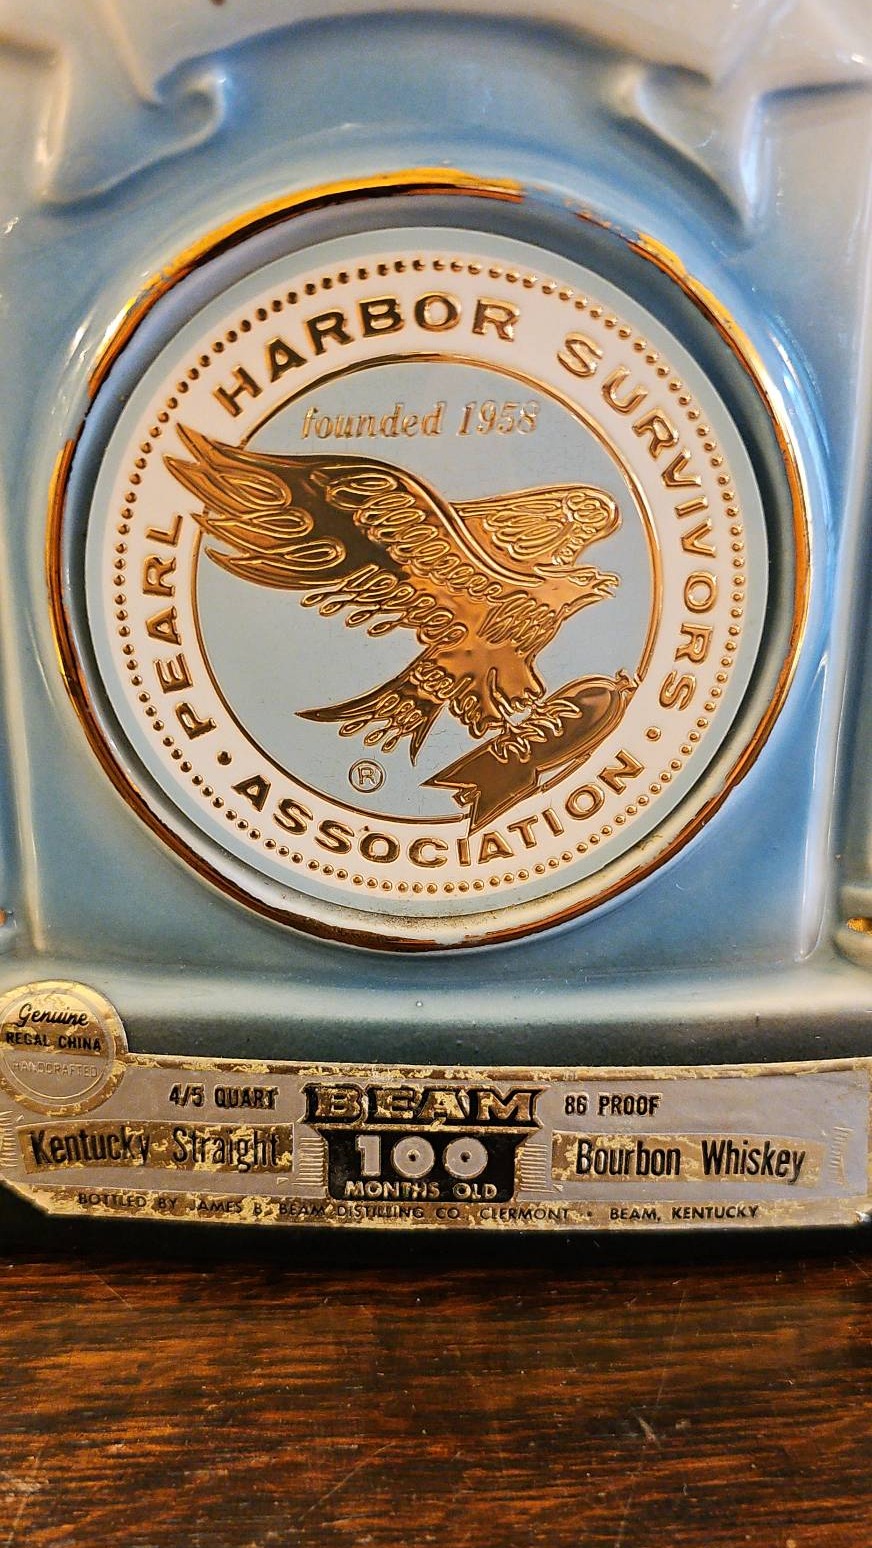 PEARL HARBOR SURVIVORS
• ASSOCIATION •
founded 1958
®
Genuine
REGAL CHINA
HANDCRAFTED
4/5 QUART BEAM 86 PROOF
Kentucky Straight 100 Bourbon Whiskey
MONTHS OLD
BOTTLED BY JAMES B. BEAM DISTILLING CO. CLERMONT • BEAM, KENTUCKY